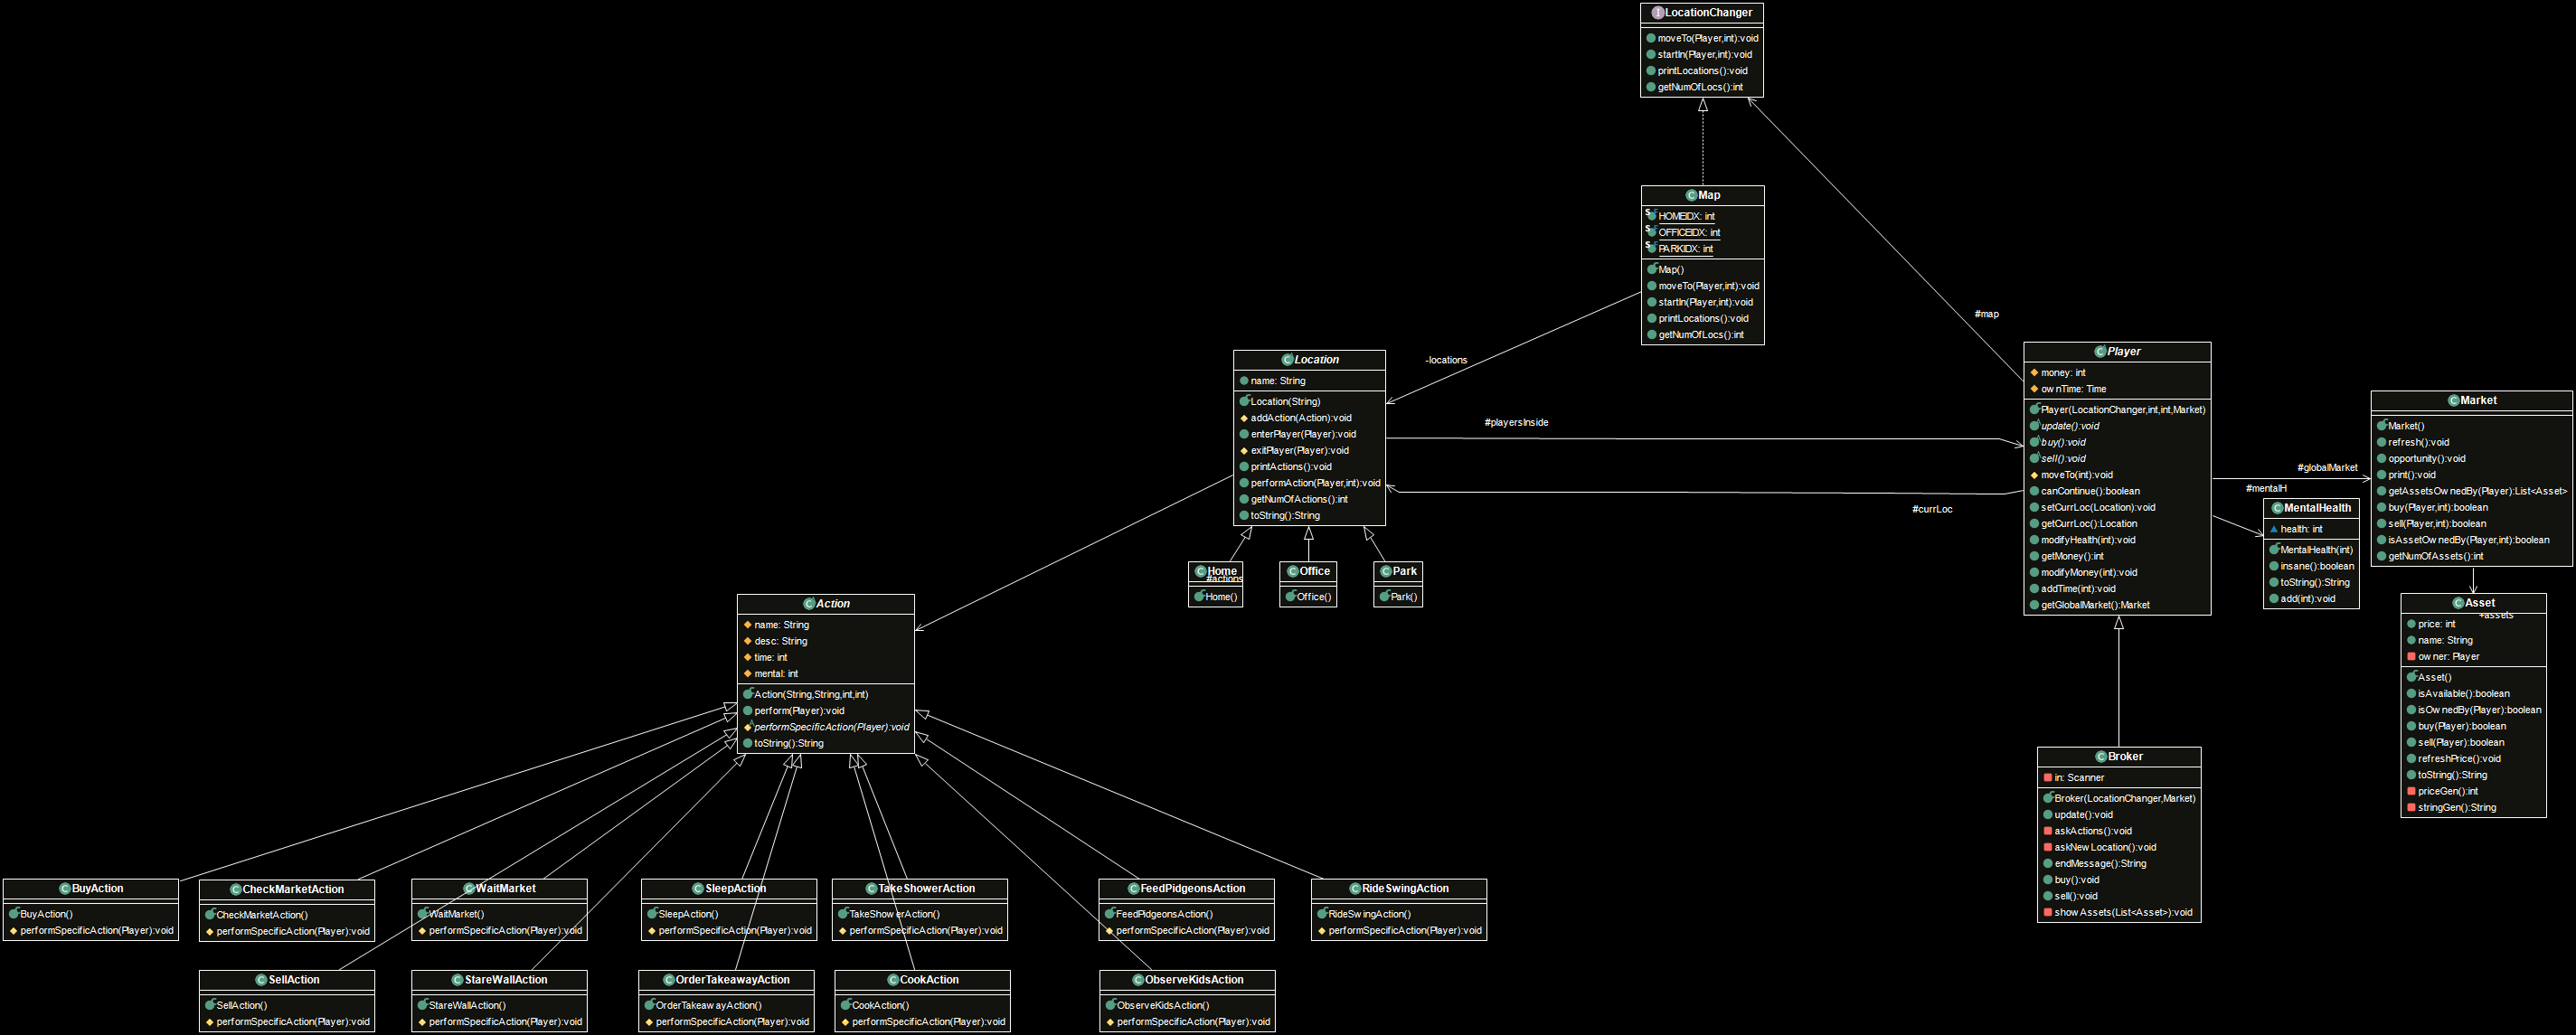 LocationChanger
moveTo(Player,int):void
startIn(Player,int):void
printLocations():void
getNumOfLocs():int
Map
HOMEIDX: int
OFFICEIDX: int
PARKIDX: int
Map()
moveTo(Player,int):void
startIn(Player,int):void
printLocations():void
getNumOfLocs():int
#map
-locations
Location
name: String
Location(String)
addAction(Action):void
enterPlayer(Player):void
exitPlayer(Player):void
printActions():void
performAction(Player,int):void
getNumOfActions():int
toString():String
#playersInside
#currLoc
Player
money: int
ownTime: Time
Player(LocationChanger,int,int,Market)
update():void
buy():void
sell():void
moveTo(int):void
canContinue():boolean
setCurrLoc(Location):void
getCurrLoc():Location
modifyHealth(int):void
getMoney():int
modifyMoney(int):void
addTime(int):void
getGlobalMarket():Market
#globalMarket
#mentalH
Market
Market()
refresh():void
opportunity():void
print():void
getAssetsOwnedBy(Player):List<Asset>
buy(Player,int):boolean
sell(Player,int):boolean
isAssetOwnedBy(Player,int):boolean
getNumOfAssets():int
MentalHealth
health: int
MentalHealth(int)
insane():boolean
toString():String
add(int):void
Asset
+assets
price: int
name: String
owner: Player
Asset()
isAvailable():boolean
isOwnedBy(Player):boolean
buy(Player):boolean
sell(Player):boolean
refreshPrice():void
toString():String
priceGen():int
stringGen():String
Home
#actions
Home()
Office
Office()
Park
Park()
Action
name: String
desc: String
time: int
mental: int
Action(String,String,int,int)
perform(Player):void
performSpecificAction(Player):void
toString():String
Broker
in: Scanner
Broker(LocationChanger,Market)
update():void
askActions():void
askNewLocation():void
endMessage():String
buy():void
sell():void
showAssets(List<Asset>):void
BuyAction
BuyAction()
performSpecificAction(Player):void
CheckMarketAction
CheckMarketAction()
performSpecificAction(Player):void
WaitMarket
WaitMarket()
performSpecificAction(Player):void
SleepAction
SleepAction()
performSpecificAction(Player):void
TakeShowerAction
TakeShowerAction()
performSpecificAction(Player):void
FeedPidgeonsAction
FeedPidgeonsAction()
performSpecificAction(Player):void
RideSwingAction
RideSwingAction()
performSpecificAction(Player):void
SellAction
SellAction()
performSpecificAction(Player):void
StareWallAction
StareWallAction()
performSpecificAction(Player):void
OrderTakeawayAction
OrderTakeawayAction()
performSpecificAction(Player):void
CookAction
CookAction()
performSpecificAction(Player):void
ObserveKidsAction
ObserveKidsAction()
performSpecificAction(Player):void